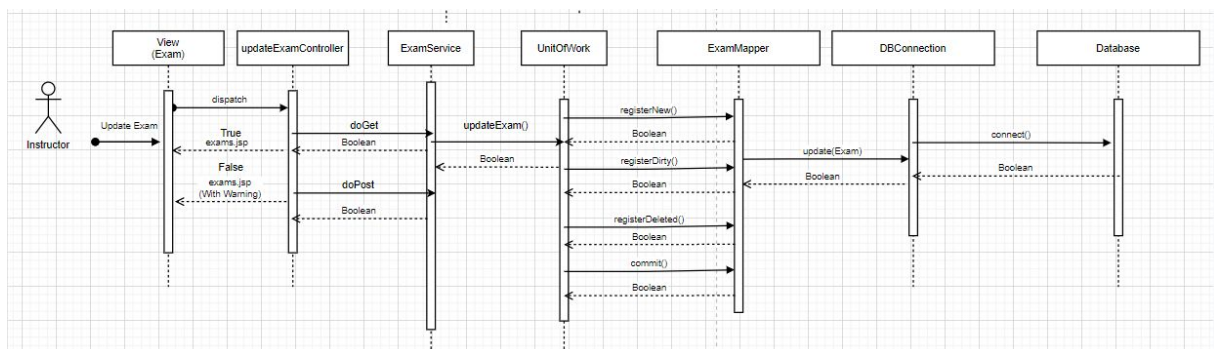 View
(Exam)
updateExamController
ExamService
UnitOfWork
ExamMapper
DBConnection
Database
Instructor
Update Exam
dispatch
True
exams.jsp
False
exams.jsp
(With Warning)
doGet
Boolean
doPost
Boolean
updateExam()
Boolean
registerNew()
Boolean
registerDirty()
Boolean
registerDeleted()
Boolean
commit()
Boolean
update(Exam)
Boolean
connect()
Boolean